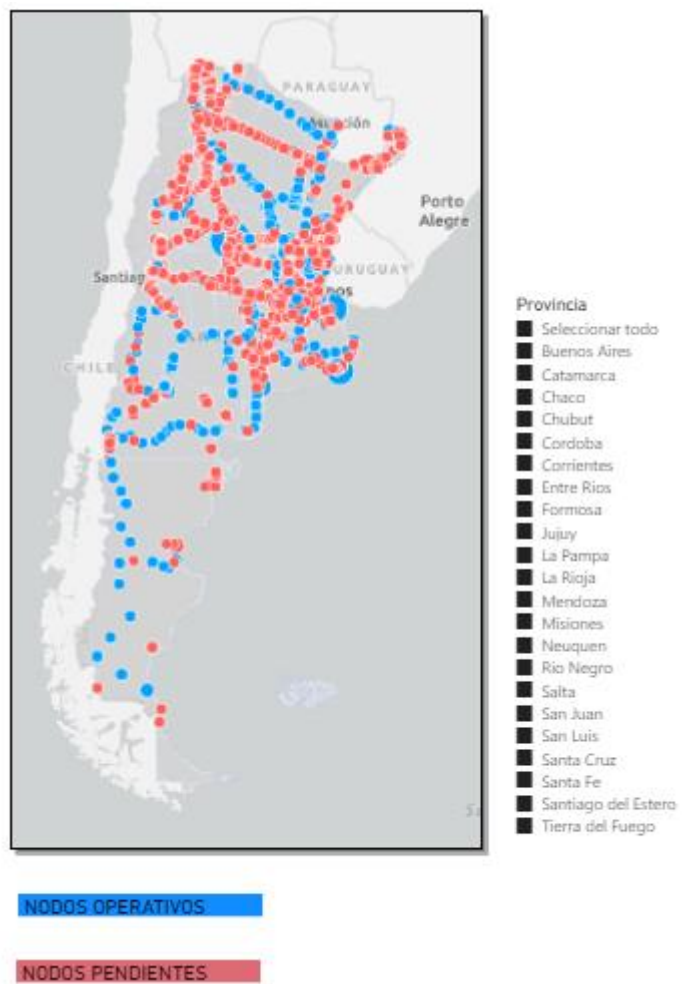 PARAGUAY
Asunción
Porto
Alegre
URUGUAY
Santiag
CHILE
Provincia
Seleccionar todo
Buenos Aires
Catamarca
Chaco
Chubut
Cordoba
Corrientes
Entre Rios
Formosa
Jujuy
La Pampa
La Rioja
Mendoza
Misiones
Neuquen
Rio Negro
Salta
San Juan
San Luis
Santa Cruz
Santa Fe
Santiago del Estero
Tierra del Fuego
NODOS OPERATIVOS
NODOS PENDIENTES